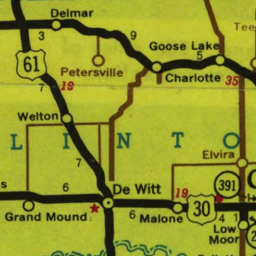 Delmar
3
9
Goose Lake
Tee
Petersville
5
61
19
Charlotte
35
Welton
7
L I N T O
Elvira
7
391
s
6
De Witt
19
30
Grand Mound
6
Malone
4
1
Low
Moor